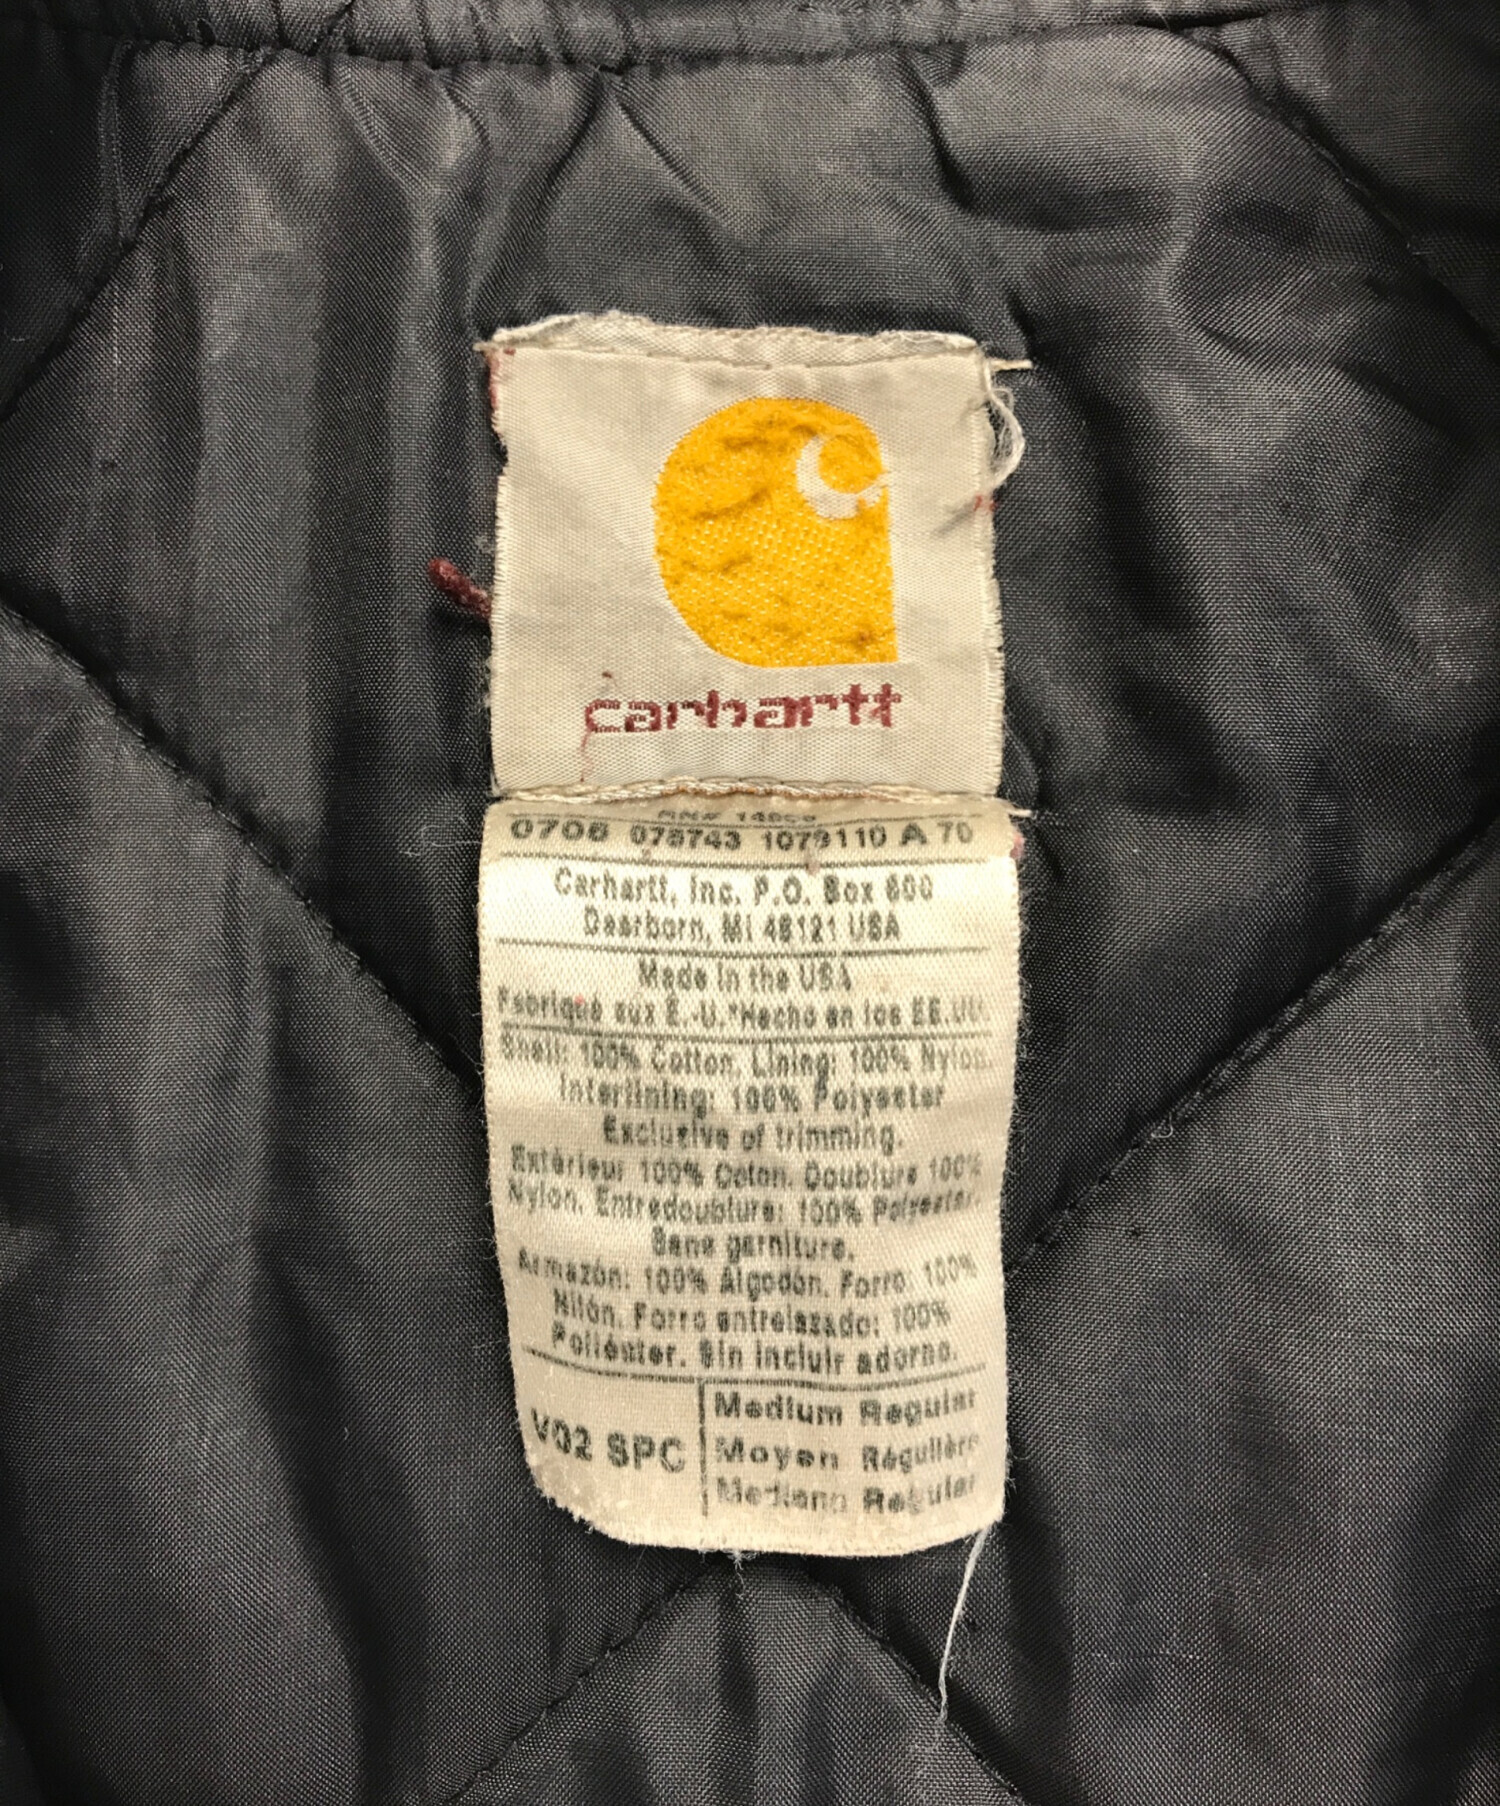 carhartt
RN# 14806
0706 078743 1079110 A 70
Carhartt, Inc. P.O. Box 600
Dearborn, MI 48121 USA
Made in the USA
Fabriqué aux É.-U.*Hecho en los EE.UU.
Shell: 100% Cotton. Lining: 100% Nylon.
Interlining: 100% Polyester
Exclusive of trimming.
Extérieur 100% Coton. Doublure 100%
Nylon. Entredoublure: 100% Polyester.
Sans garniture.
Armazón: 100% Algodón. Forro: 100%
Nilón. Forro entrelazado: 100%
Poliéster. Sin incluir adorno.
V02 SPC
Medium Regular
Moyen Régulière
Mediano Regular